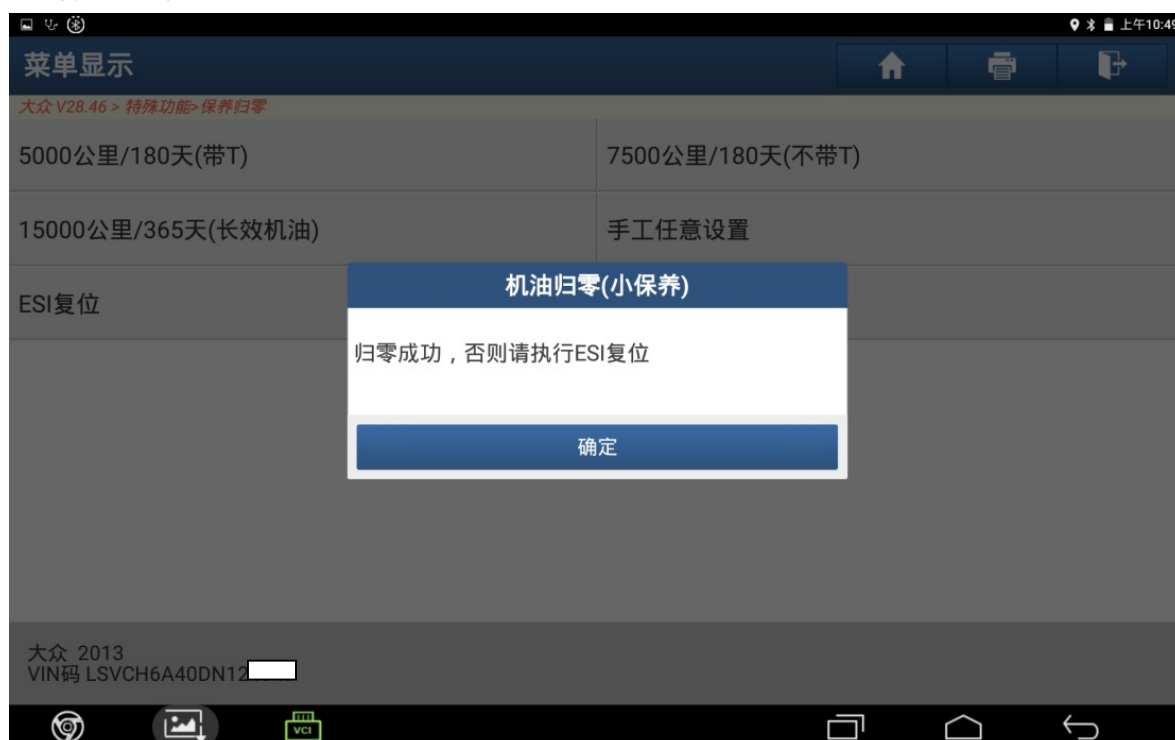 上午10:49
菜单显示
大众 V28.46 > 特殊功能>保养归零
5000公里/180天(带T)
7500公里/180天(不带T)
15000公里/365天(长效机油)
手工任意设置
ESI复位
机油归零(小保养)
归零成功，否则请执行ESI复位
确定
大众 2013
VIN码 LSVCH6A40DN12
VCI